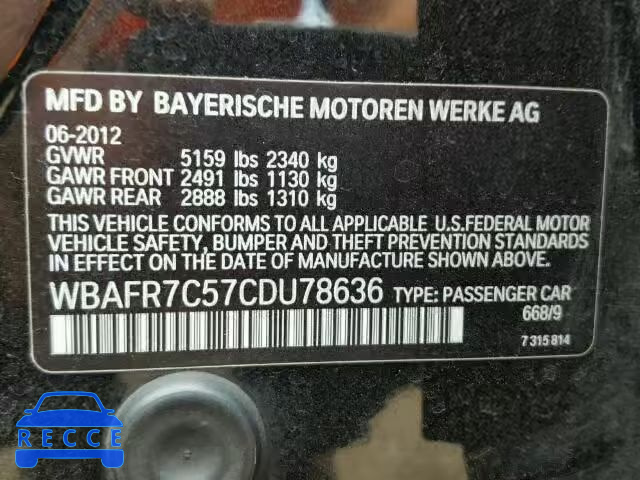 MFD BY BAYERISCHE MOTOREN WERKE AG
06-2012
GVWR 5159 lbs 2340 kg
GAWR FRONT 2491 lbs 1130 kg
GAWR REAR 2888 lbs 1310 kg
THIS VEHICLE CONFORMS TO ALL APPLICABLE U.S.FEDERAL MOTOR
VEHICLE SAFETY, BUMPER AND THEFT PREVENTION STANDARDS
IN EFFECT ON THE DATE OF MANUFACTURE SHOWN ABOVE.
WBAFR7C57CDU78636 TYPE: PASSENGER CAR
668/9
7 315 814
RECCE